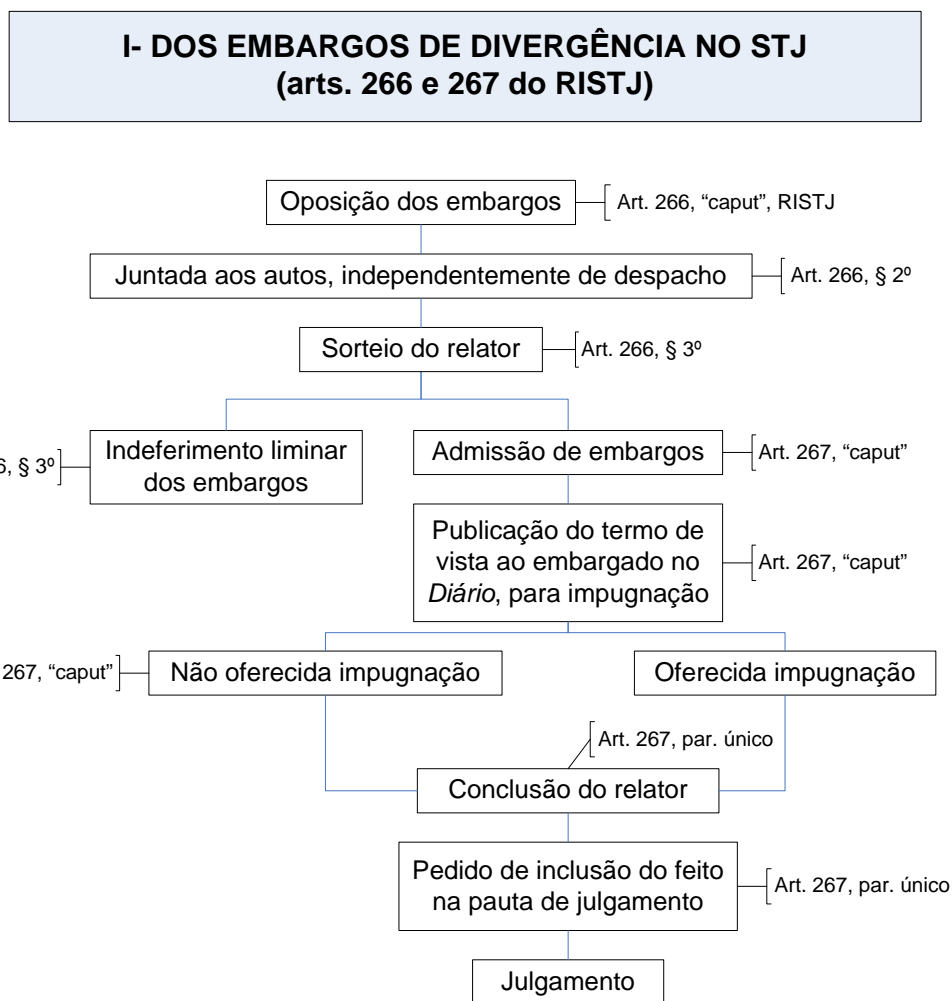 I- DOS EMBARGOS DE DIVERGÊNCIA NO STJ
(arts. 266 e 267 do RISTJ)
Oposição dos embargos
Art. 266, “caput”, RISTJ
Juntada aos autos, independentemente de despacho
Art. 266, § 2º
Sorteio do relator
Art. 266, § 3º
6, § 3º
Indeferimento liminar
dos embargos
Admissão de embargos
Art. 267, “caput”
Publicação do termo de
vista ao embargado no
Diário, para impugnação
Art. 267, “caput”
267, “caput”
Não oferecida impugnação
Oferecida impugnação
Art. 267, par. único
Conclusão do relator
Pedido de inclusão do feito
na pauta de julgamento
Art. 267, par. único
Julgamento